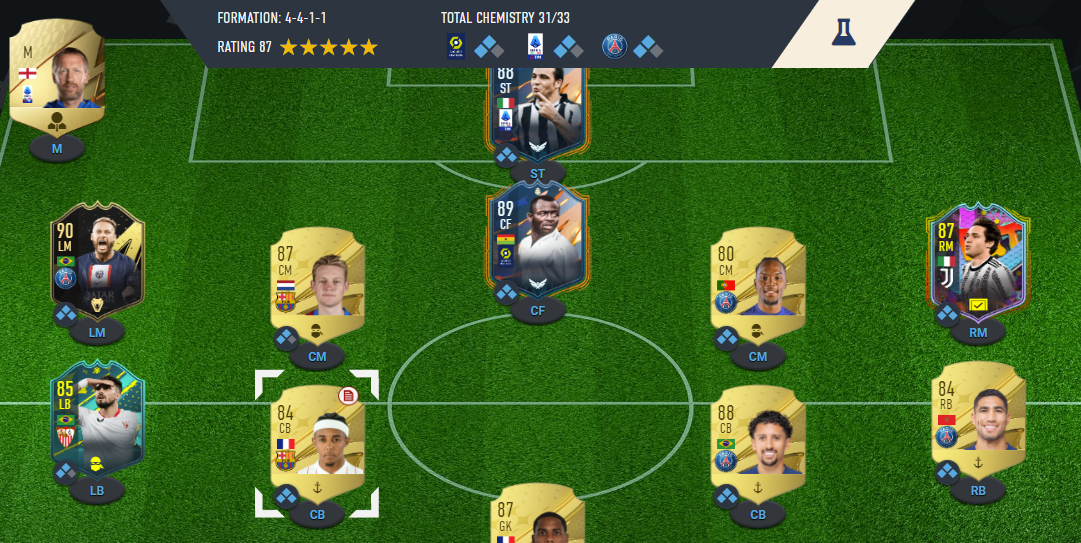 FORMATION: 4-4-1-1
TOTAL CHEMISTRY 31/33
RATING 87
M
M
88
ST
ST
89
CF
CF
90
LM
LM
87
CM
CM
80
CM
CM
87
RM
RM
85
LB
LB
84
CB
CB
88
CB
CB
84
RB
RB
87
GK